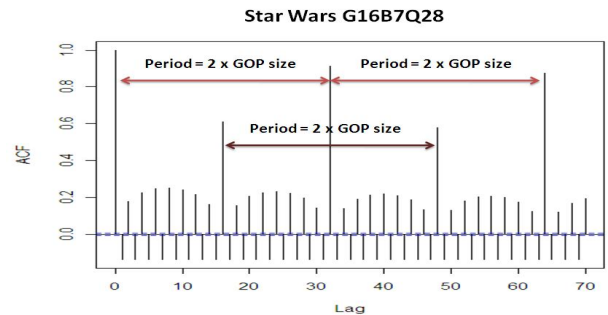 Star Wars G16B7Q28
Period = 2 x GOP size
Period = 2 x GOP size
Period = 2 x GOP size
ACF
1.0
0.8
0.6
0.4
0.2
0.0
0 10 20 30 40 50 60 70
Lag